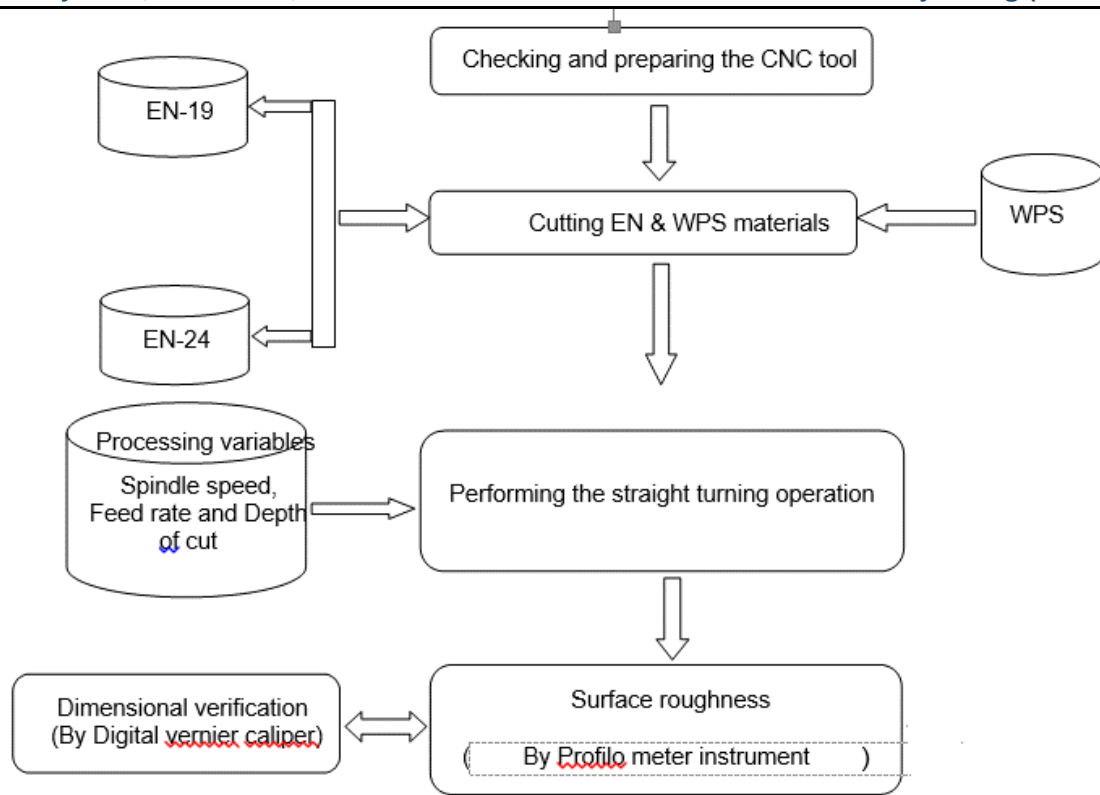 Checking and preparing the CNC tool
EN-19
Cutting EN & WPS materials
WPS
EN-24
Processing variables
Spindle speed,
Feed rate and Depth
of cut
Performing the straight turning operation
Surface roughness
( By Profilo meter instrument )
Dimensional verification
(By Digital vernier caliper)